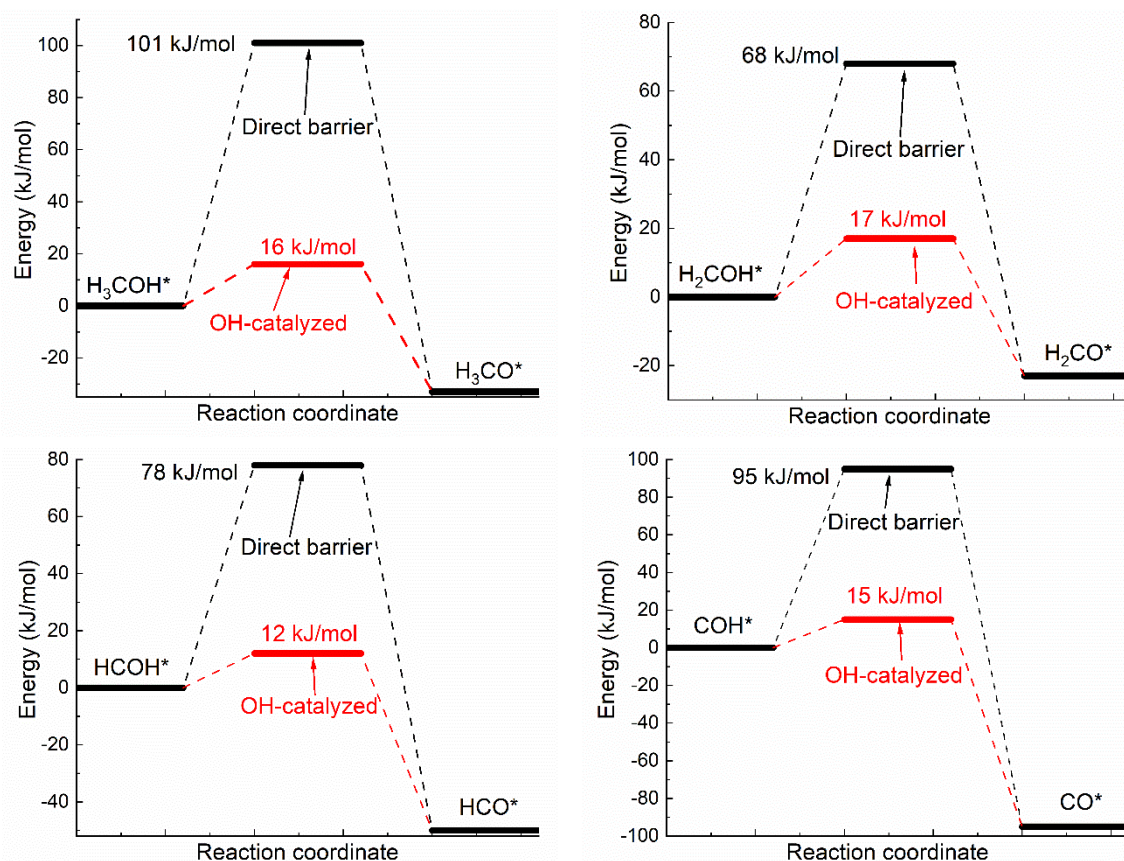 101 kJ/mol
Direct barrier
16 kJ/mol
OH-catalyzed
H₃COH*
H₃CO*
Energy (kJ/mol)
100
80
60
40
20
0
-20
Reaction coordinate
68 kJ/mol
Direct barrier
17 kJ/mol
OH-catalyzed
H₂COH*
H₂CO*
Energy (kJ/mol)
80
60
40
20
0
-20
Reaction coordinate
78 kJ/mol
Direct barrier
12 kJ/mol
OH-catalyzed
HCOH*
HCO*
Energy (kJ/mol)
80
60
40
20
0
-20
-40
Reaction coordinate
95 kJ/mol
Direct barrier
15 kJ/mol
OH-catalyzed
COH*
CO*
Energy (kJ/mol)
100
80
60
40
20
0
-20
-40
-60
-80
-100
Reaction coordinate